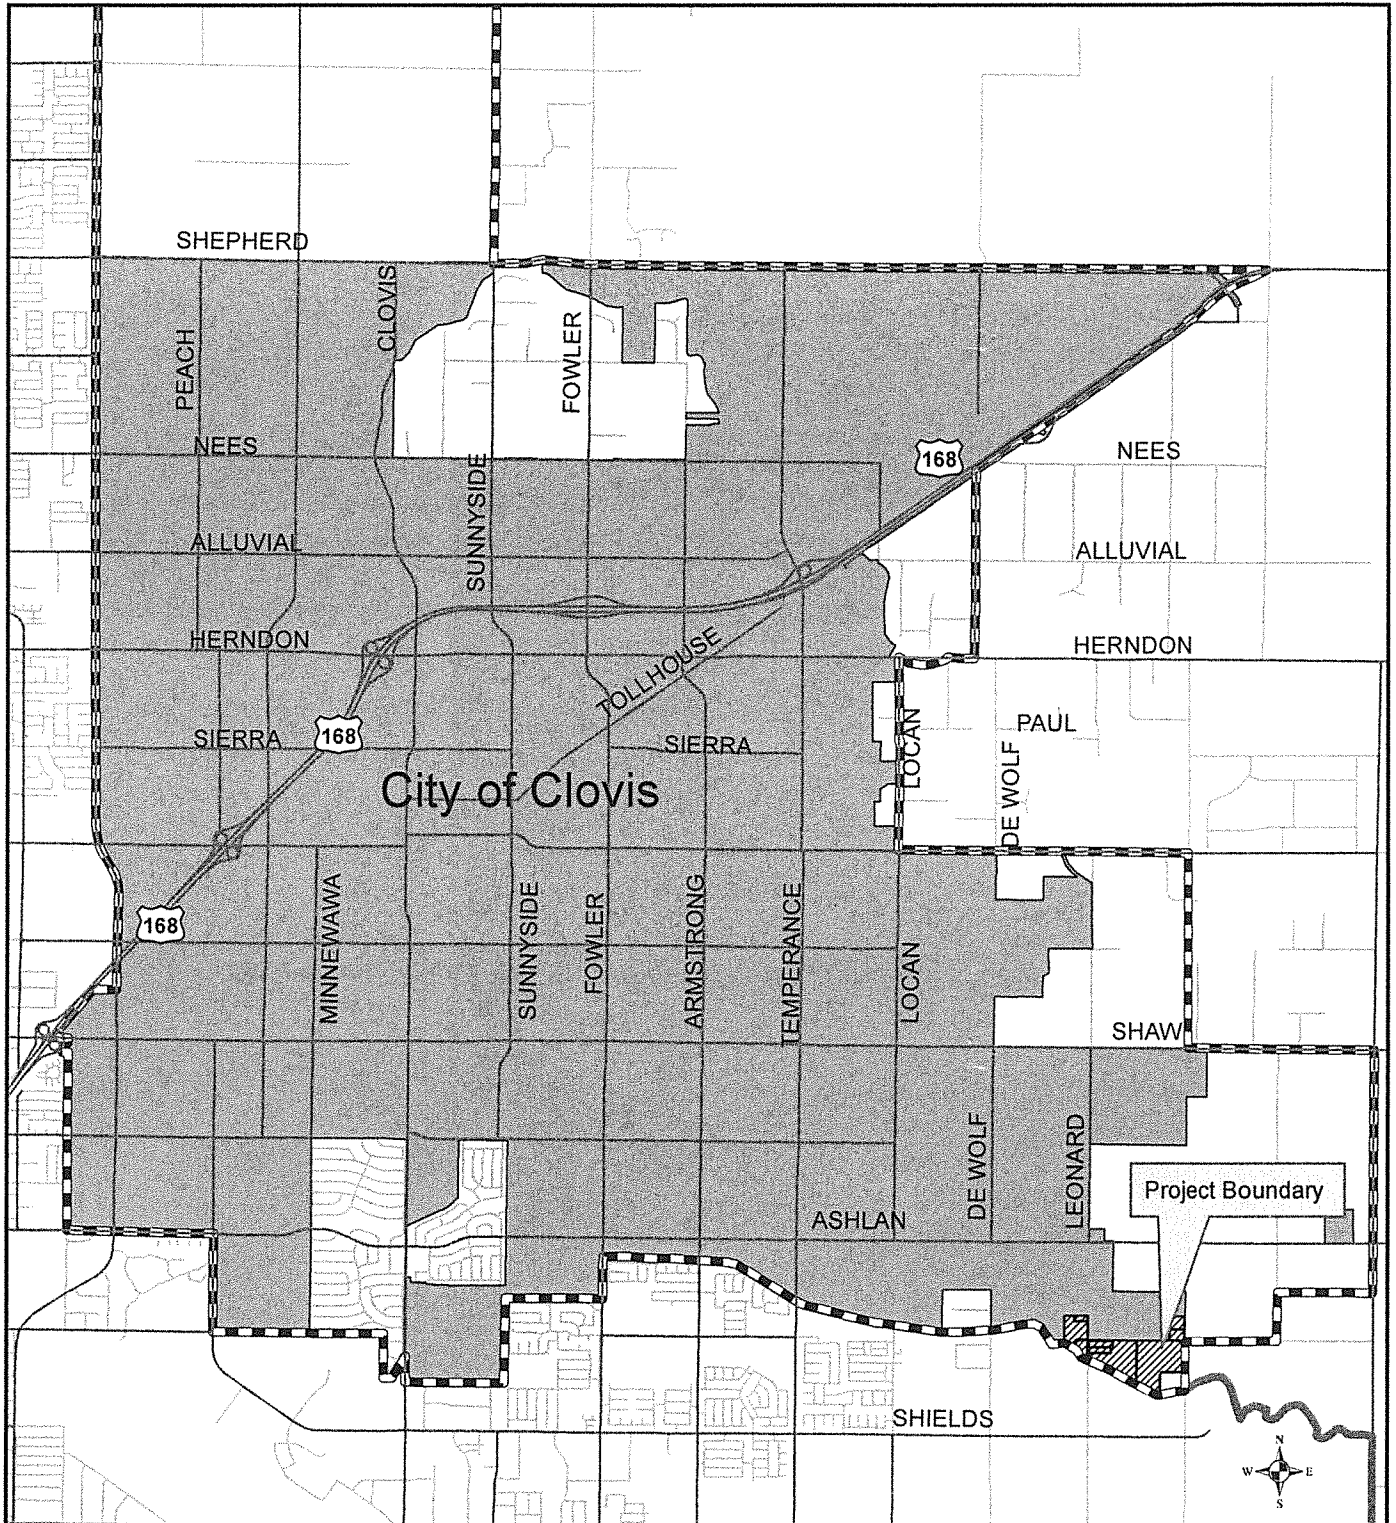 SHEPHERD
CLOVIS
PEACH
FOWLER
NEES
SUNNYSIDE
168
NEES
ALLUVIAL
ALLUVIAL
HERNDON
TOLLHOUSE
HERNDON
SIERRA
168
SIERRA
LOCAN
PAUL
DE WOLF
City of Clovis
168
MINNEWAWA
SUNNYSIDE
FOWLER
ARMSTRONG
TEMPERANCE
LOCAN
SHAW
DE WOLF
LEONARD
Project Boundary
ASHLAN
SHIELDS
N
W
E
S